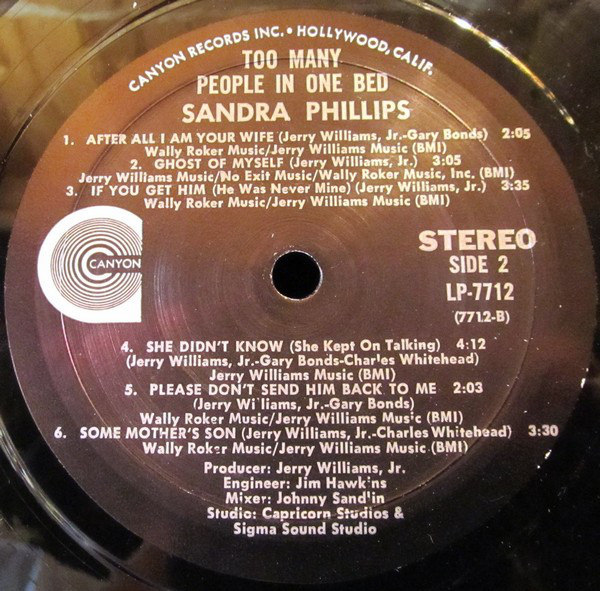 CANYON RECORDS INC. • HOLLYWOOD, CALIF.
TOO MANY
PEOPLE IN ONE BED
SANDRA PHILLIPS
1. AFTER ALL I AM YOUR WIFE (Jerry Williams, Jr.-Gary Bonds) 2:05
Wally Roker Music/Jerry Williams Music (BMI)
2. GHOST OF MYSELF (Jerry Williams, Jr.) 3:05
Jerry Williams Music/No Exit Music/Wally Roker Music, Inc. (BMI)
3. IF YOU GET HIM (He Was Never Mine) (Jerry Williams, Jr.) 3:35
Wally Roker Music/Jerry Williams Music (BMI)
CANYON
STEREO
SIDE 2
LP-7712
(7712-B)
4. SHE DIDN'T KNOW (She Kept On Talking) 4:12
(Jerry Williams, Jr.-Gary Bonds-Charles Whitehead)
Jerry Williams Music (BMI)
5. PLEASE DON'T SEND HIM BACK TO ME 2:03
(Jerry Williams, Jr.-Gary Bonds)
Wally Roker Music/Jerry Williams Music (BMI)
6. SOME MOTHER'S SON (Jerry Williams, Jr.-Charles Whitehead) 3:30
Wally Roker Music/Jerry Williams Music (BMI)
Producer: Jerry Williams, Jr.
Engineer: Jim Hawkins
Mixer: Johnny Sandlin
Studio: Capricorn Studios &
Sigma Sound Studio